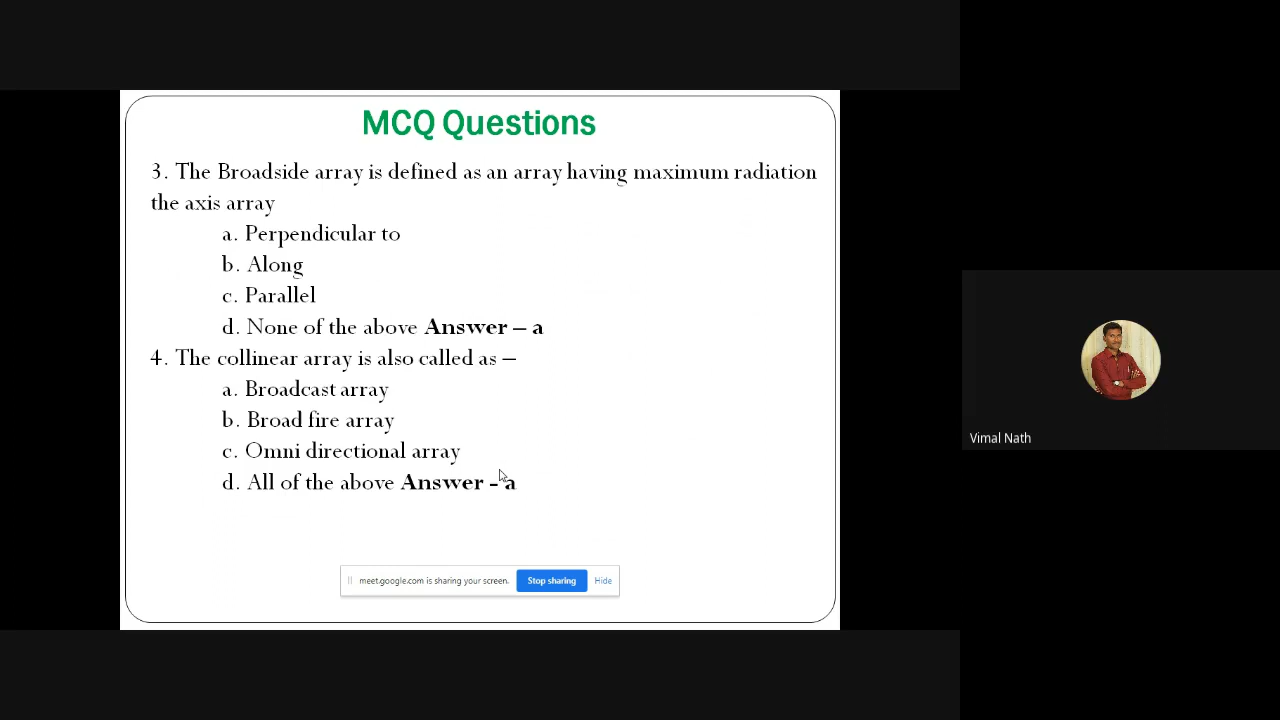 MCQ Questions
3. The Broadside array is defined as an array having maximum radiation
the axis array
a. Perpendicular to
b. Along
c. Parallel
d. None of the above Answer – a
4. The collinear array is also called as –
a. Broadcast array
b. Broad fire array
c. Omni directional array
d. All of the above Answer - a
meet.google.com is sharing your screen. Stop sharing Hide
Vimal Nath